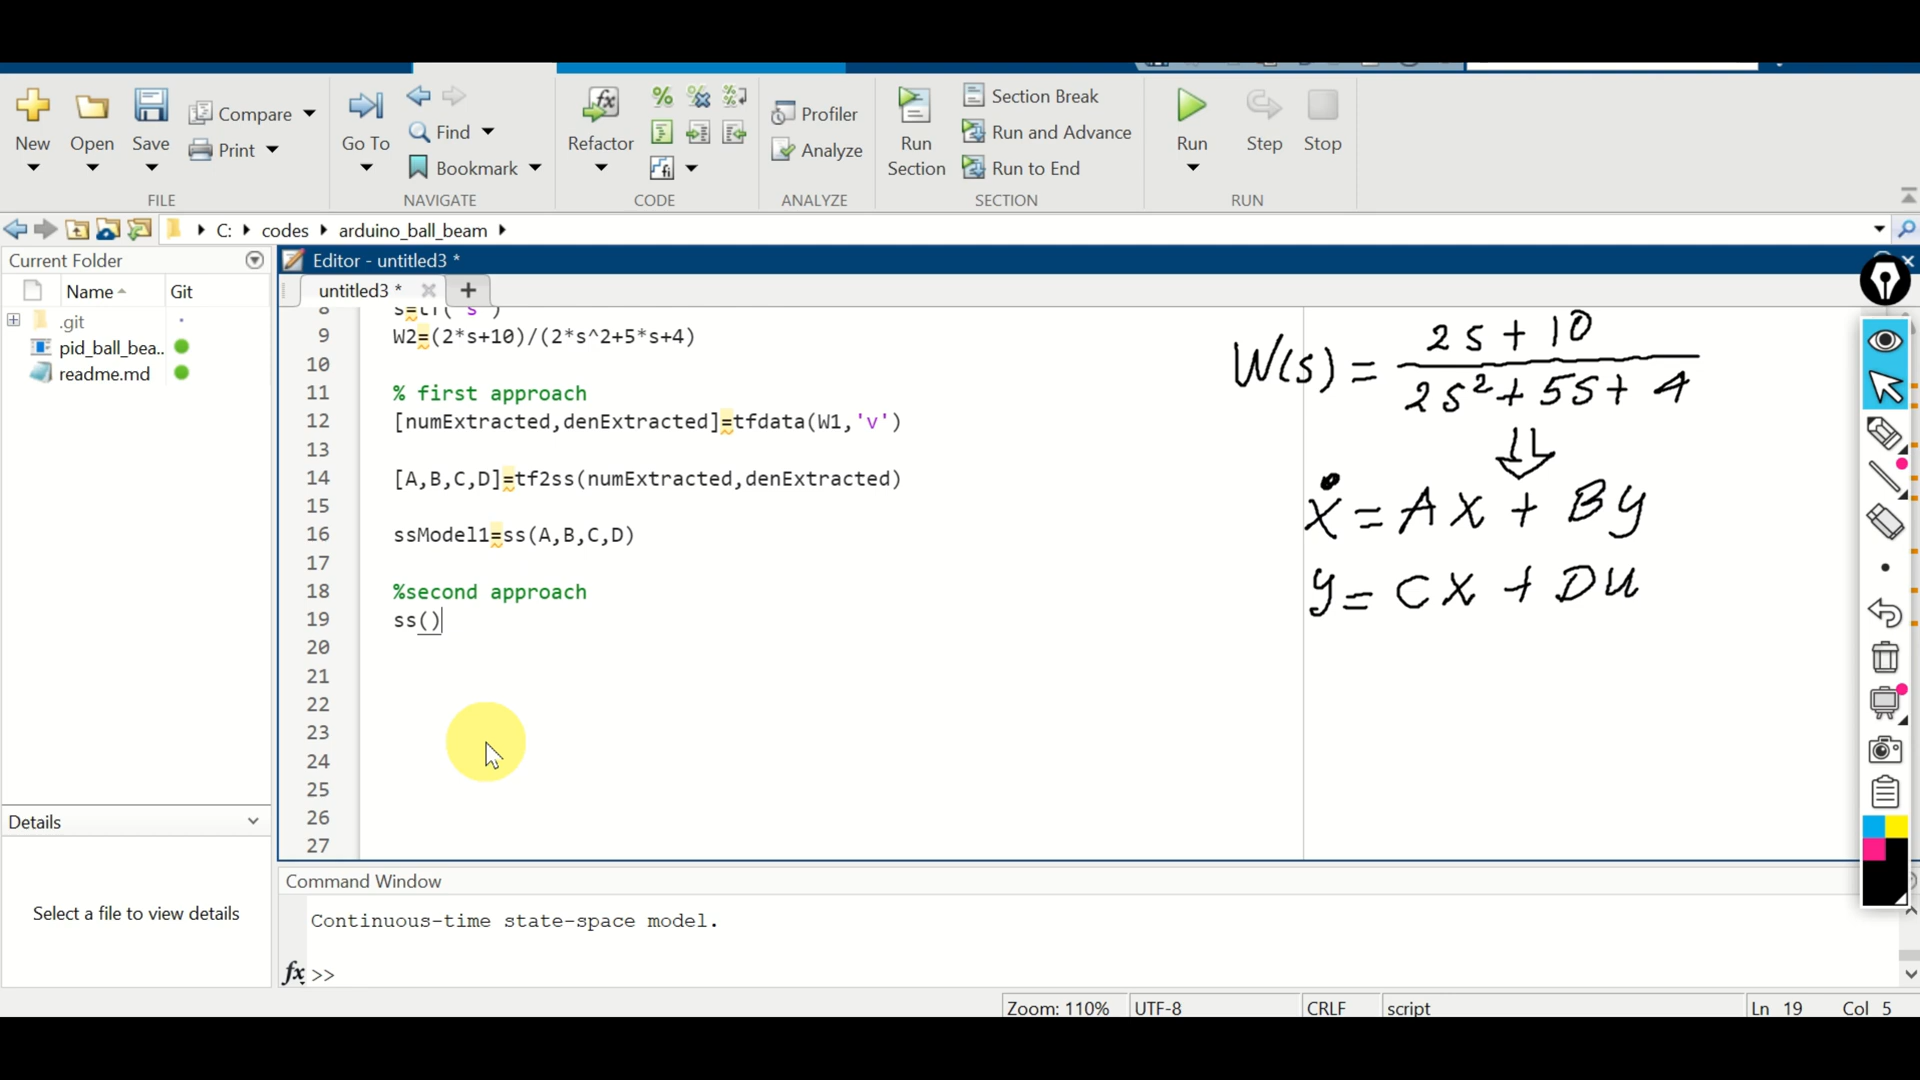 New
Open
Save
Compare
Print
FILE
Go To
Find
Bookmark
NAVIGATE
Refactor
CODE
Profiler
Analyze
ANALYZE
Run
Section
Section Break
Run and Advance
Run to End
SECTION
Run
Step
Stop
RUN
C: codes arduino_ball_beam
Current Folder
Name Git
.git
pid_ball_bea..
readme.md
Details
Select a file to view details
Editor - untitled3 *
untitled3 *
8 s=tf('s')
9 W2=(2*s+10)/(2*s^2+5*s+4)
10
11 % first approach
12 [numExtracted,denExtracted]=tfdata(W1,'v')
13
14 [A,B,C,D]=tf2ss(numExtracted,denExtracted)
15
16 ssModel1=ss(A,B,C,D)
17
18 %second approach
19 ss()
20
21
22
23
24
25
26
27
W(s) = 2s + 10 / 2s² + 5s + 4
⇓
ẋ = Ax + By
y = Cx + Du
Command Window
Continuous-time state-space model.
fx >>
Zoom: 110% UTF-8 CRLF script Ln 19 Col 5